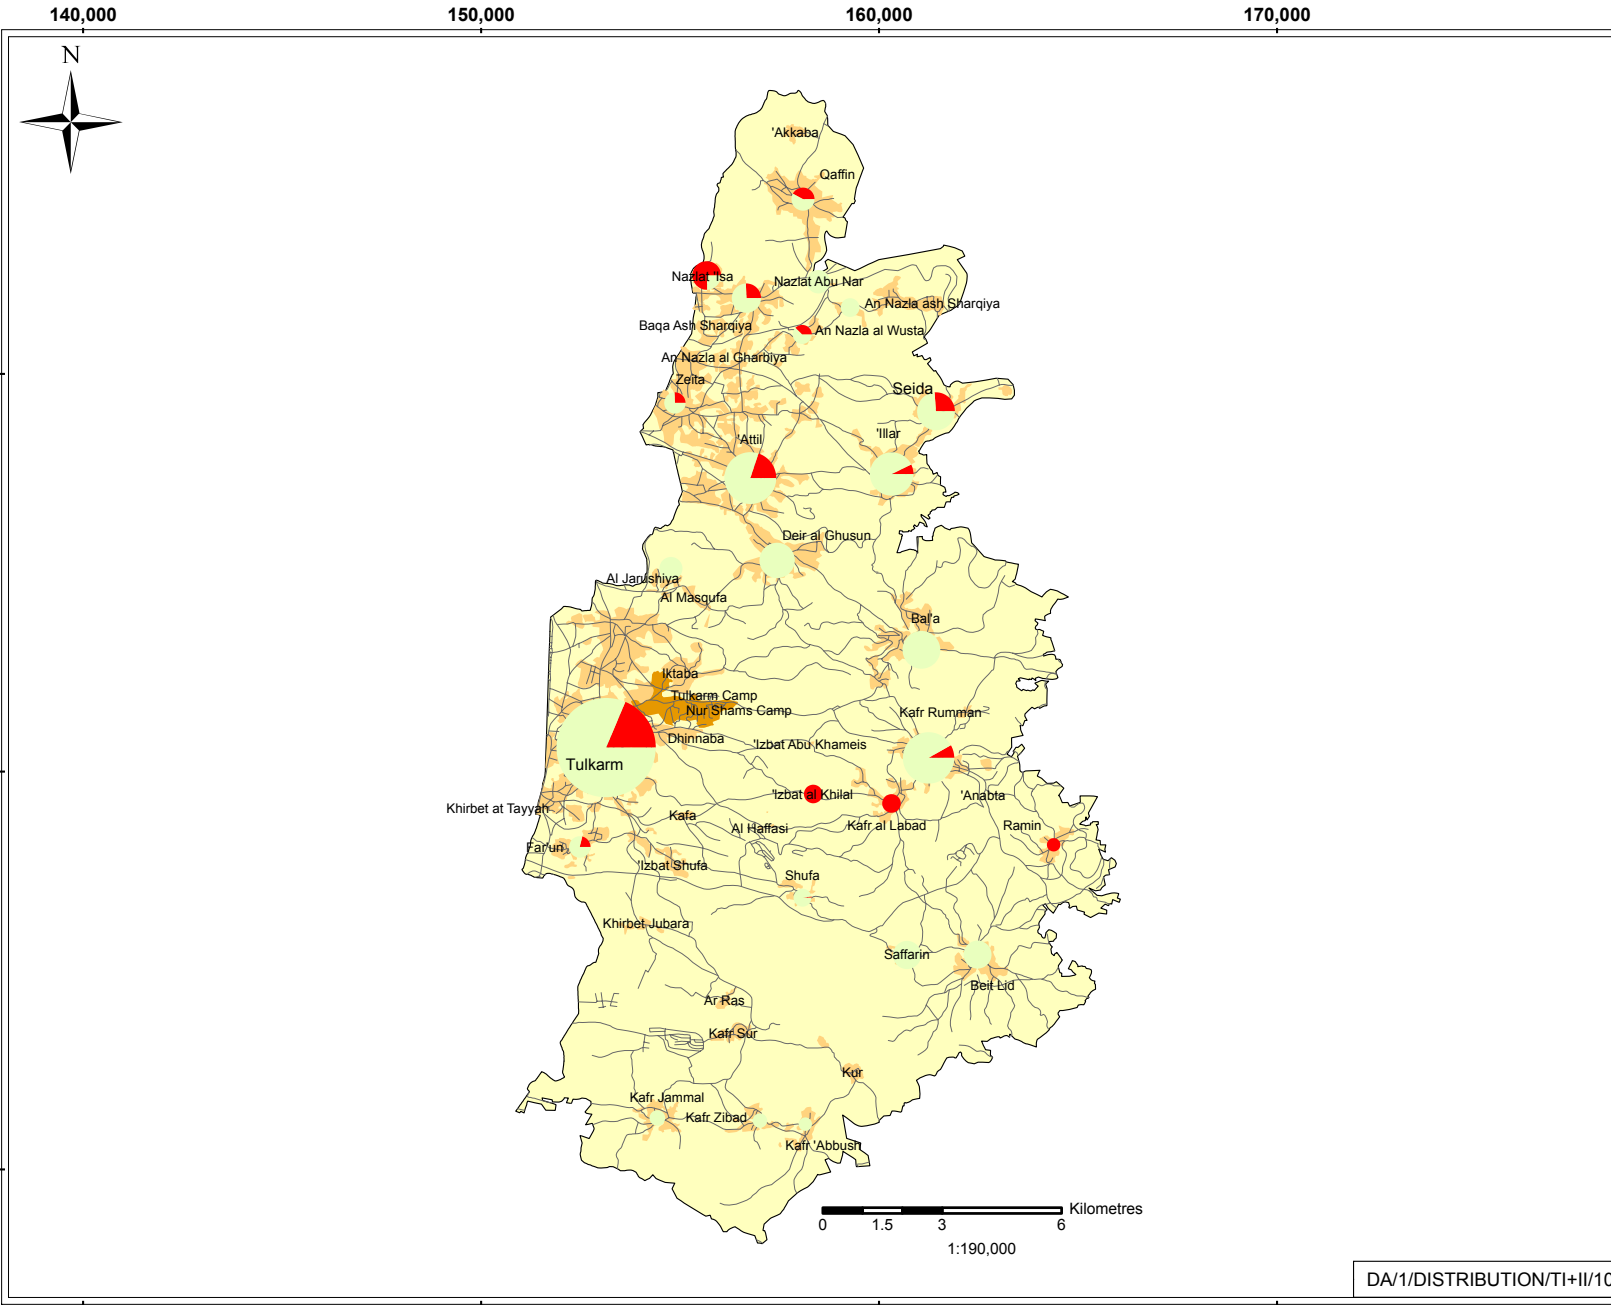 140,000
150,000
160,000
170,000
N
'Akkaba
Qaffin
Nazlat 'Isa
Nazlat Abu Nar
An Nazla ash Sharqiya
Baqa Ash Sharqiya
An Nazla al Wusta
An Nazla al Gharbiya
Zeita
Seida
'Attil
'Illar
Deir al Ghusun
Al Jarushiya
Al Masqufa
Bal'a
Iktaba
Tulkarm Camp
Nur Shams Camp
Kafr Rumman
Dhinnaba
'Izbat Abu Khameis
Tulkarm
'Izbat al Khilal
'Anabta
Khirbet at Tayyah
Kafa
Al Haffasi
Kafr al Labad
Ramin
Far'un
'Izbat Shufa
Shufa
Khirbet Jubara
Saffarin
Beit Lid
Ar Ras
Kafr Sur
Kur
Kafr Jammal
Kafr Zibad
Kafr 'Abbush
Kilometres
0 1.5 3 6
1:190,000
DA/1/DISTRIBUTION/TI+II/10